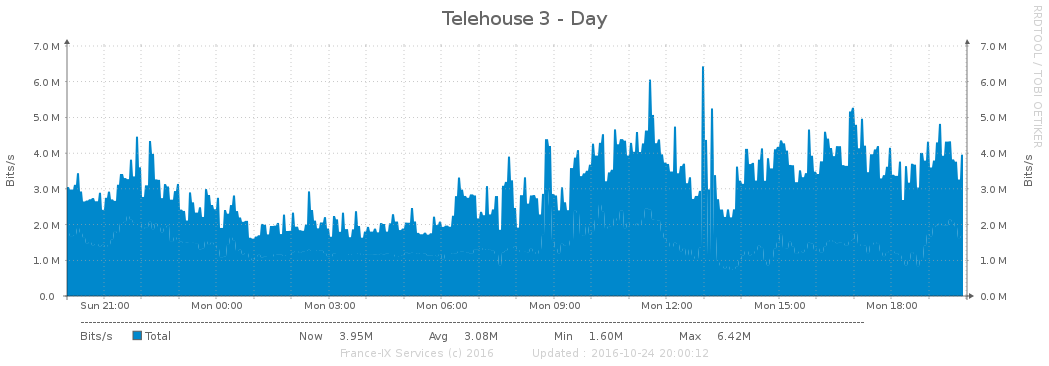 Telehouse 3 - Day
RRDTOOL / TOBI OETIKER
7.0 M 7.0 M
6.0 M 6.0 M
5.0 M 5.0 M
4.0 M 4.0 M
3.0 M 3.0 M
2.0 M 2.0 M
1.0 M 1.0 M
0.0 0.0 M
Bits/s
Bits/s
Sun 21:00 Mon 00:00 Mon 03:00 Mon 06:00 Mon 09:00 Mon 12:00 Mon 15:00 Mon 18:00
Bits/s Total Now 3.95M Avg 3.08M Min 1.60M Max 6.42M
France-IX Services (c) 2016 Updated : 2016-10-24 20:00:12